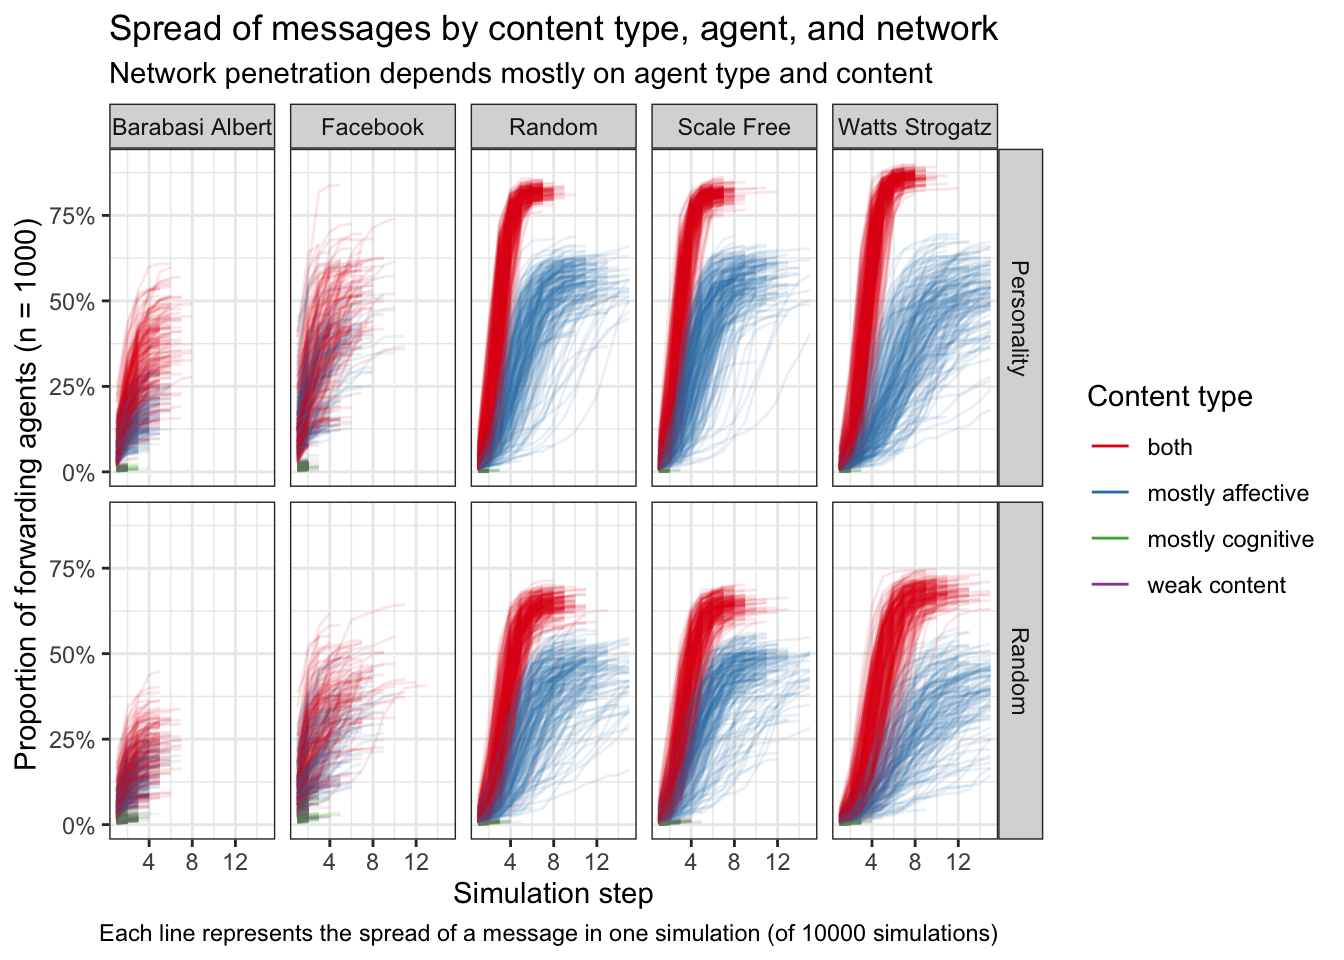 Spread of messages by content type, agent, and network
Network penetration depends mostly on agent type and content
Barabasi Albert
Facebook
Random
Scale Free
Watts Strogatz
Proportion of forwarding agents (n = 1000)
75%
50%
25%
0%
Personality
75%
50%
25%
0%
Random
4 8 12
4 8 12
4 8 12
4 8 12
4 8 12
Simulation step
Each line represents the spread of a message in one simulation (of 10000 simulations)
Content type
both
mostly affective
mostly cognitive
weak content